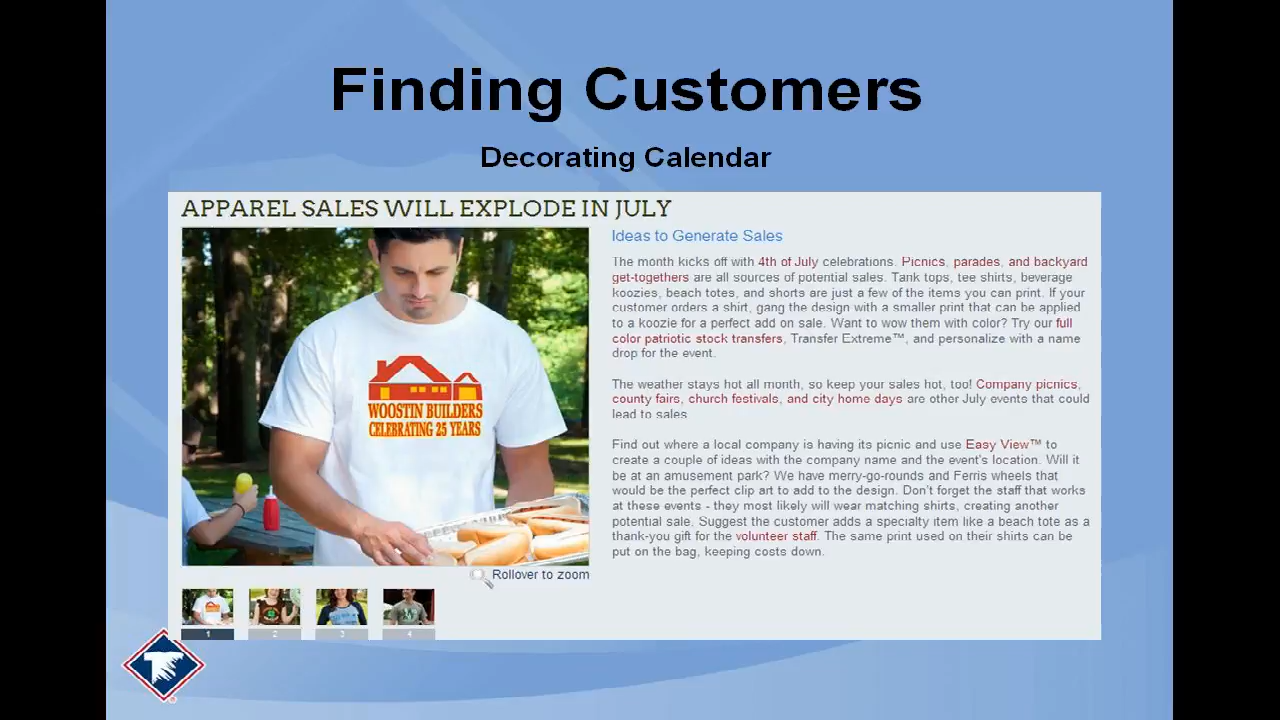 Finding Customers
Decorating Calendar
APPAREL SALES WILL EXPLODE IN JULY
WOOSTIN BUILDERS
CELEBRATING 25 YEARS
Rollover to zoom
1 2 3 4
Ideas to Generate Sales
The month kicks off with 4th of July celebrations. Picnics, parades, and backyard
get-togethers are all sources of potential sales. Tank tops, tee shirts, beverage
koozies, beach totes, and shorts are just a few of the items you can print. If your
customer orders a shirt, gang the design with a smaller print that can be applied
to a koozie for a perfect add on sale. Want to wow them with color? Try our full
color patriotic stock transfers, Transfer Extreme™, and personalize with a name
drop for the event.
The weather stays hot all month, so keep your sales hot, too! Company picnics,
county fairs, church festivals, and city home days are other July events that could
lead to sales
Find out where a local company is having its picnic and use Easy View™ to
create a couple of ideas with the company name and the event's location. Will it
be at an amusement park? We have merry-go-rounds and Ferris wheels that
would be the perfect clip art to add to the design. Don't forget the staff that works
at these events - they most likely will wear matching shirts, creating another
potential sale. Suggest the customer adds a specialty item like a beach tote as a
thank-you gift for the volunteer staff. The same print used on their shirts can be
put on the bag, keeping costs down.
T